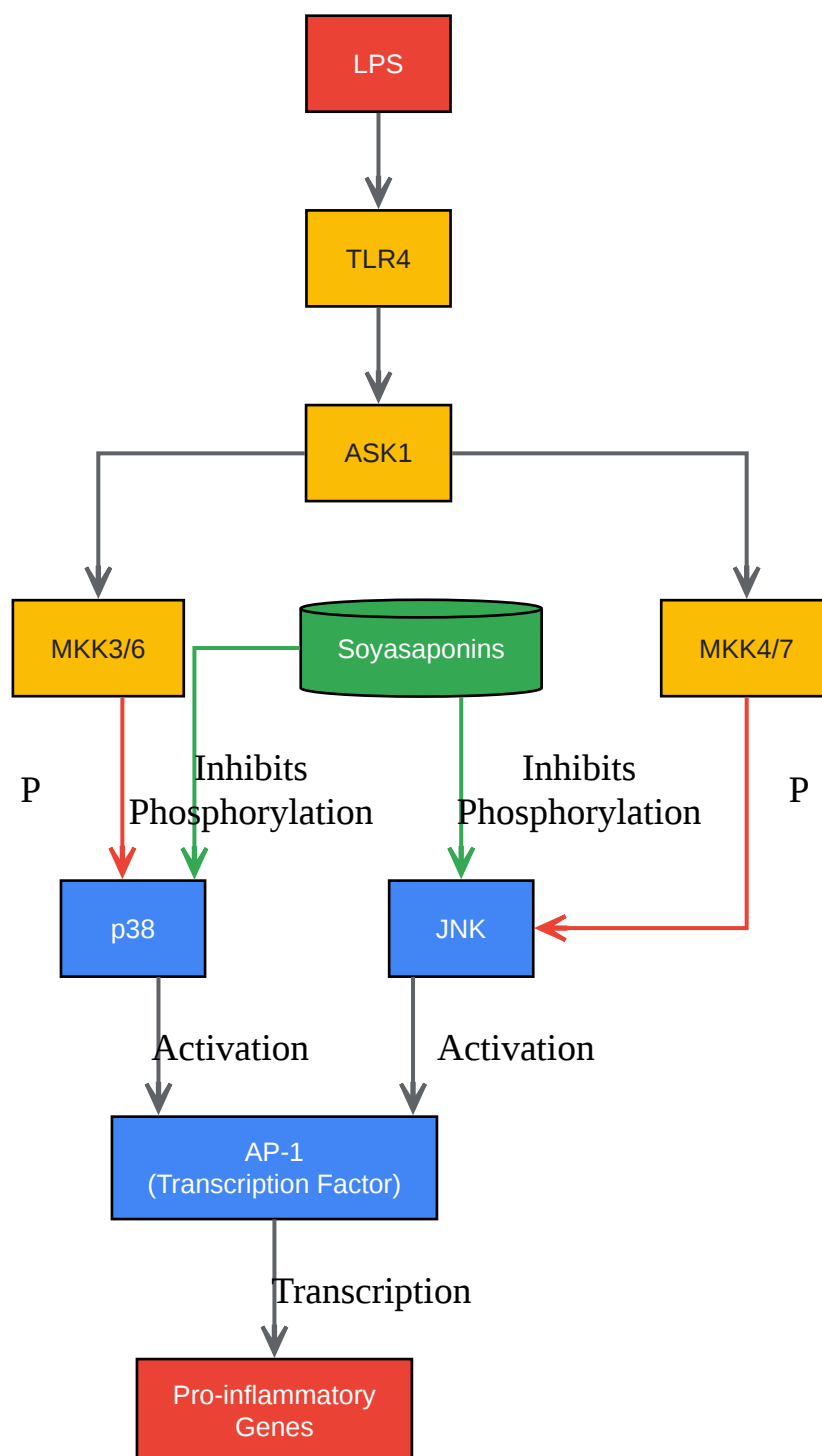 LPS
TLR4
ASK1
MKK3/6
Soyasaponins
MKK4/7
P
Inhibits
Phosphorylation
Inhibits
Phosphorylation
P
p38
JNK
Activation
Activation
AP-1
(Transcription Factor)
Transcription
Pro-inflammatory
Genes